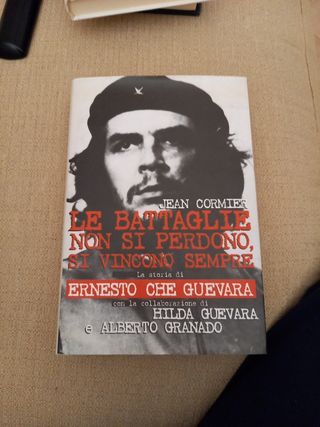 JEAN CORMIER
LE BATTAGLIE
NON SI PERDONO,
SI VINCONO SEMPRE
La storia di
ERNESTO CHE GUEVARA
con la collaborazione di
HILDA GUEVARA
e ALBERTO GRANADO